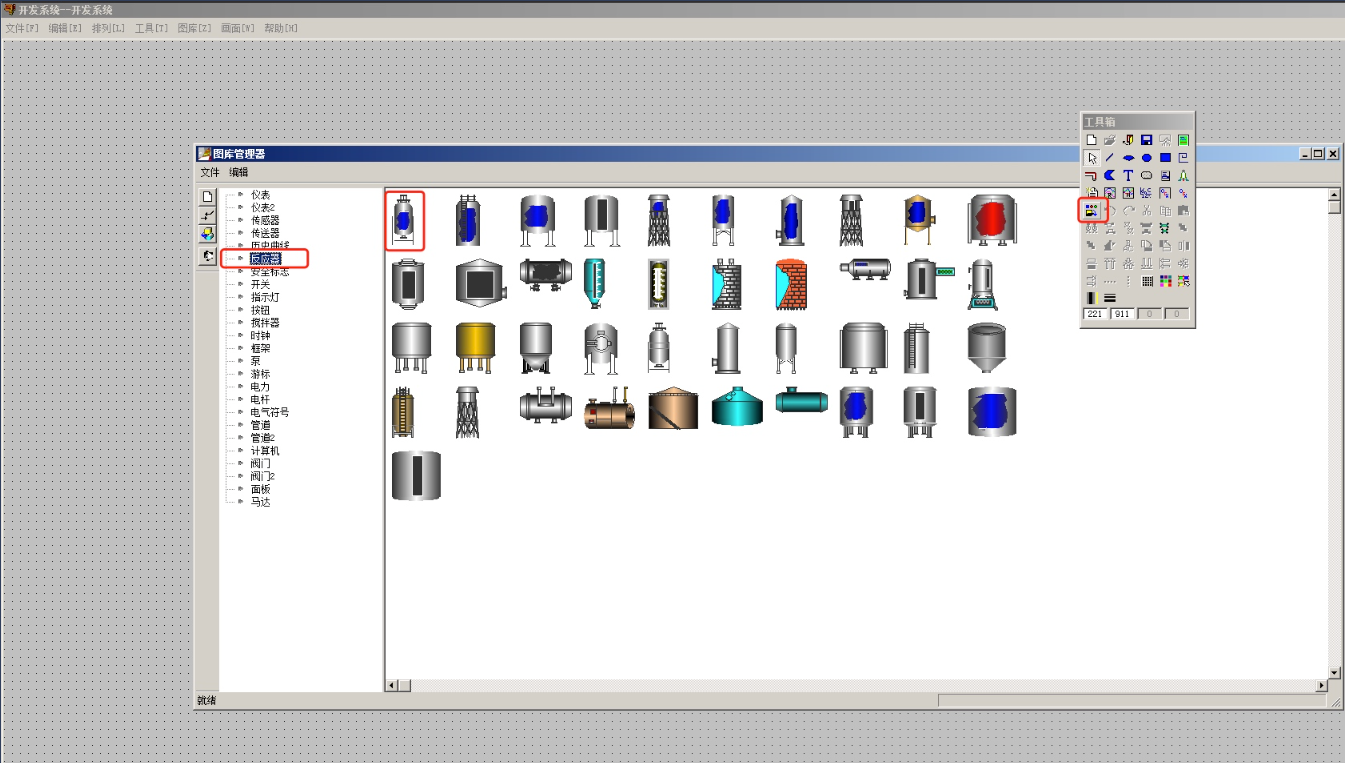 开发系统--开发系统
文件[F] 编辑[E] 排列[L] 工具[T] 图库[Z] 画面[W] 帮助[H]
工具箱
221 911 0 0
图库管理器
文件 编辑
仪表
仪表2
传感器
传送器
历史曲线
反应器
安全标志
开关
指示灯
按钮
搅拌器
时钟
框架
泵
游标
电力
电杆
电气符号
管道
管道2
计算机
阀门
阀门2
面板
马达
就绪